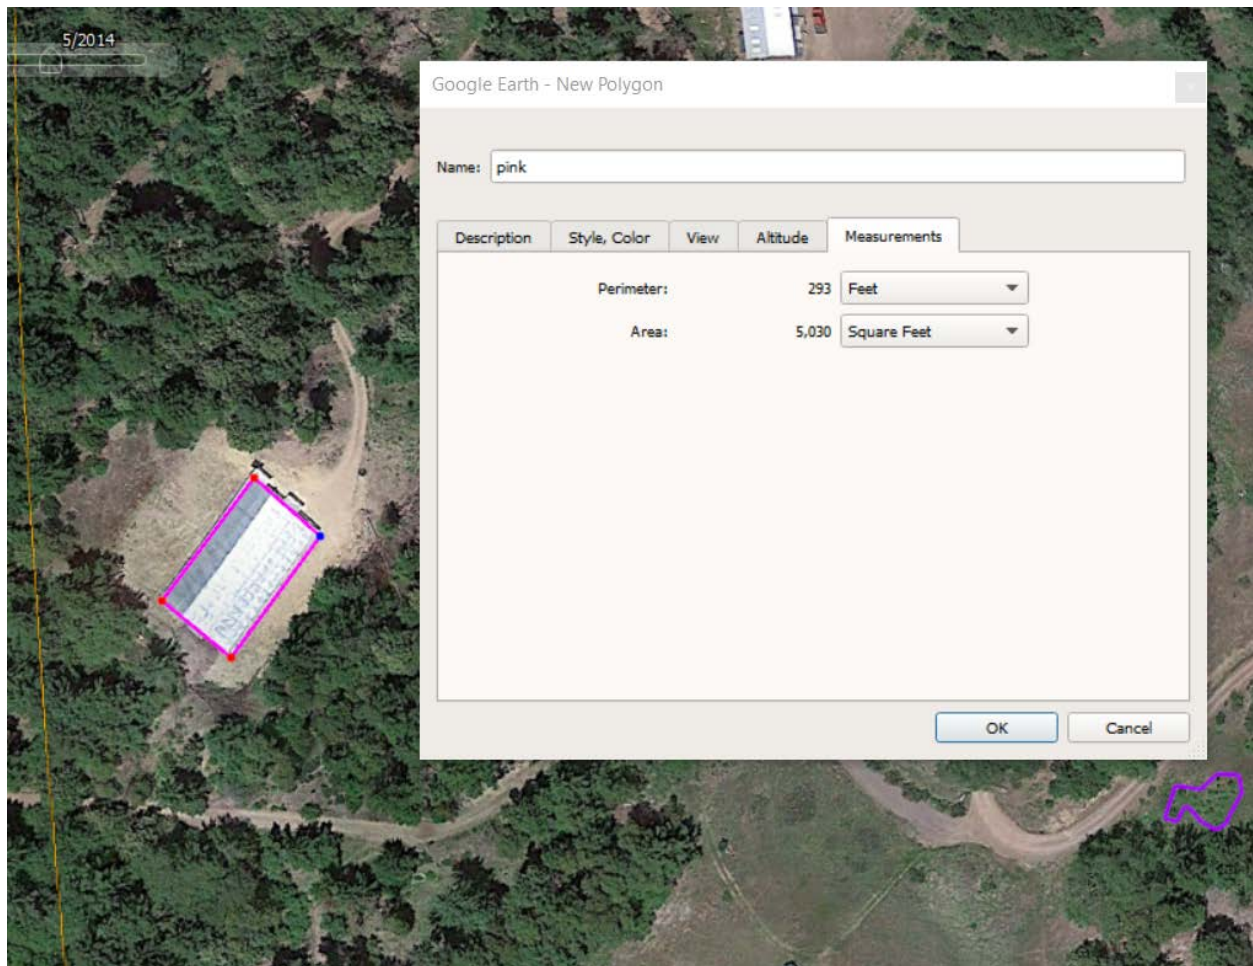 5/2014
Google Earth - New Polygon
Name: pink
Description Style, Color View Altitude Measurements
Perimeter: 293 Feet
Area: 5,030 Square Feet
OK Cancel